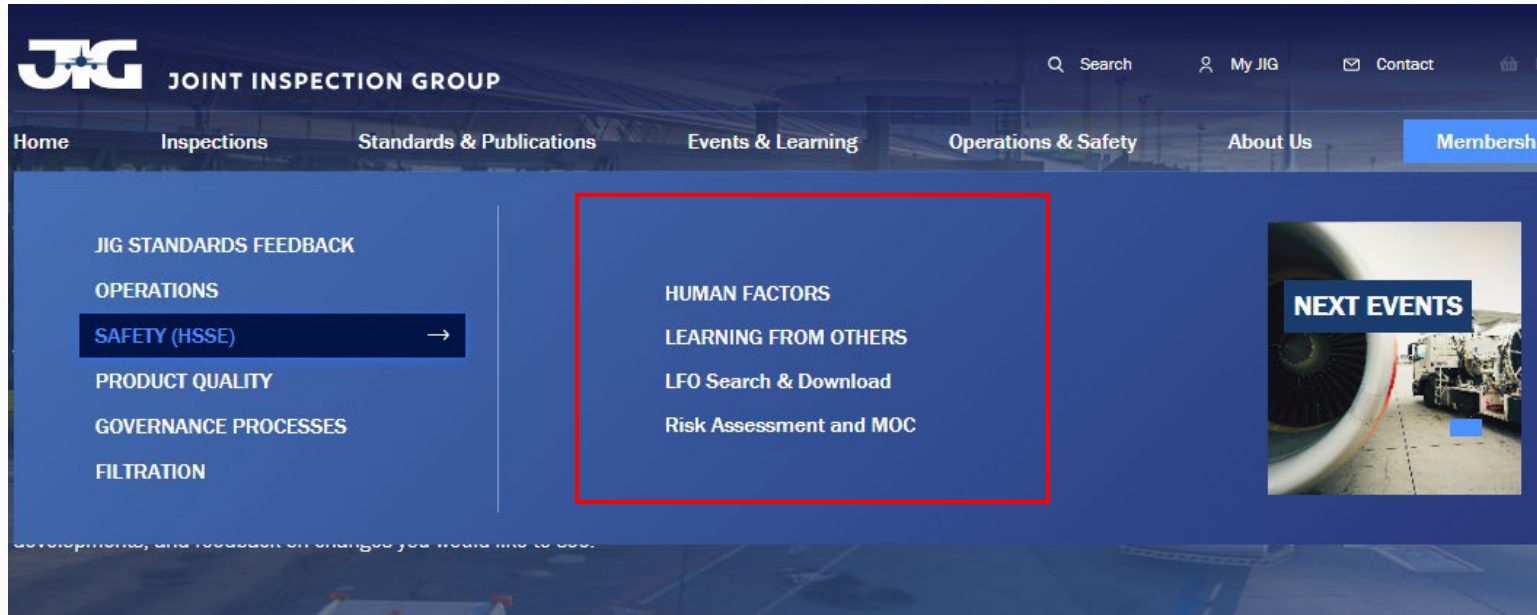 JIG JOINT INSPECTION GROUP
Search My JIG Contact
Home Inspections Standards & Publications Events & Learning Operations & Safety About Us
JIG STANDARDS FEEDBACK
OPERATIONS
SAFETY (HSSE) →
PRODUCT QUALITY
GOVERNANCE PROCESSES
FILTRATION
HUMAN FACTORS
LEARNING FROM OTHERS
LFO Search & Download
Risk Assessment and MOC
NEXT EVENTS